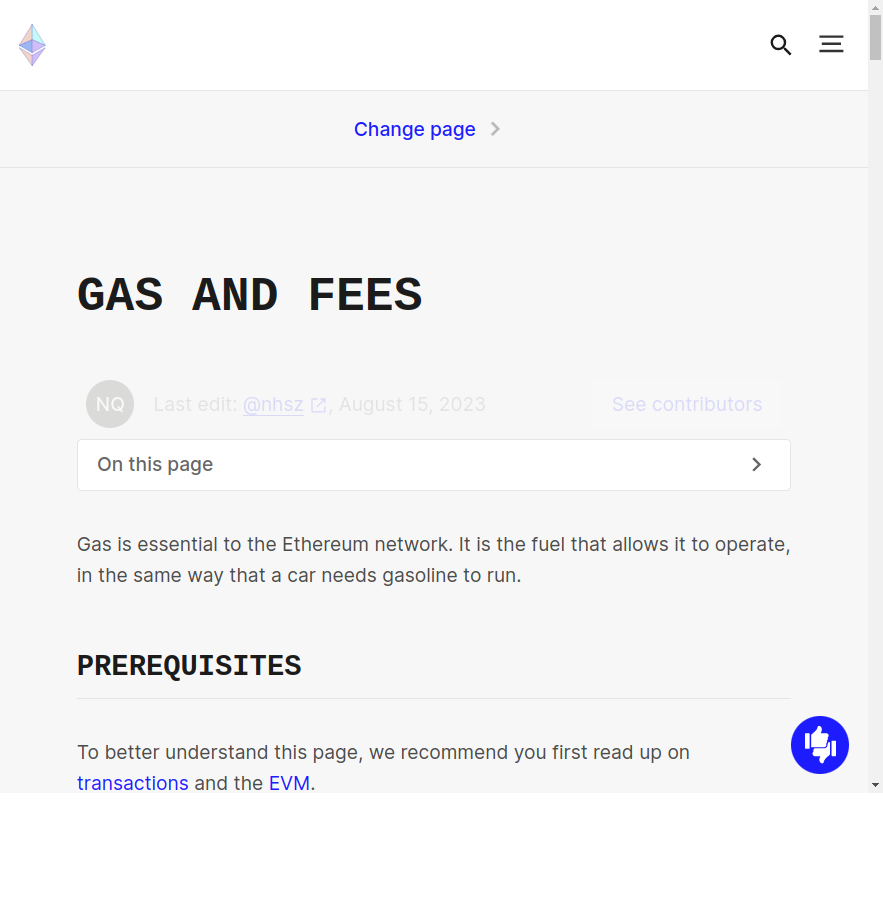 Change page
GAS AND FEES
NQ Last edit: @nhsz, August 15, 2023 See contributors
On this page
Gas is essential to the Ethereum network. It is the fuel that allows it to operate,
in the same way that a car needs gasoline to run.
PREREQUISITES
To better understand this page, we recommend you first read up on
transactions and the EVM.